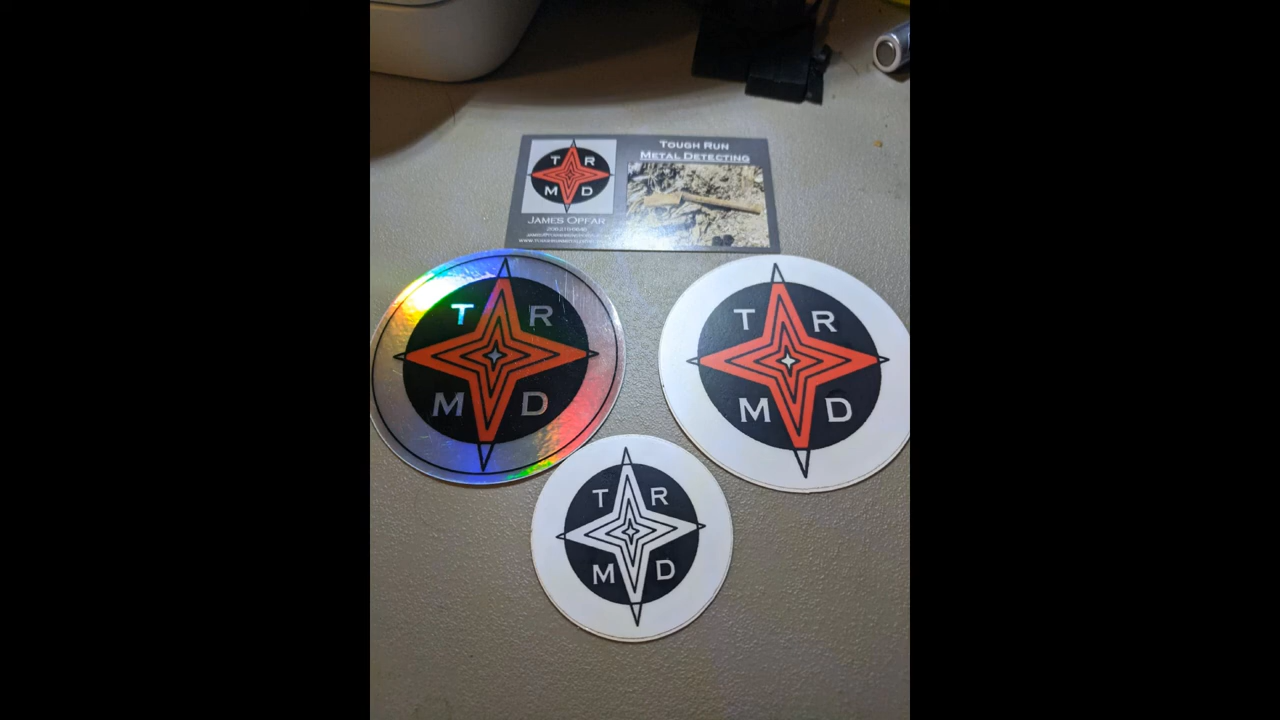 Tough Run
Metal Detecting
T R
M D
James Opfar
T R
M D
T R
M D
T R
M D